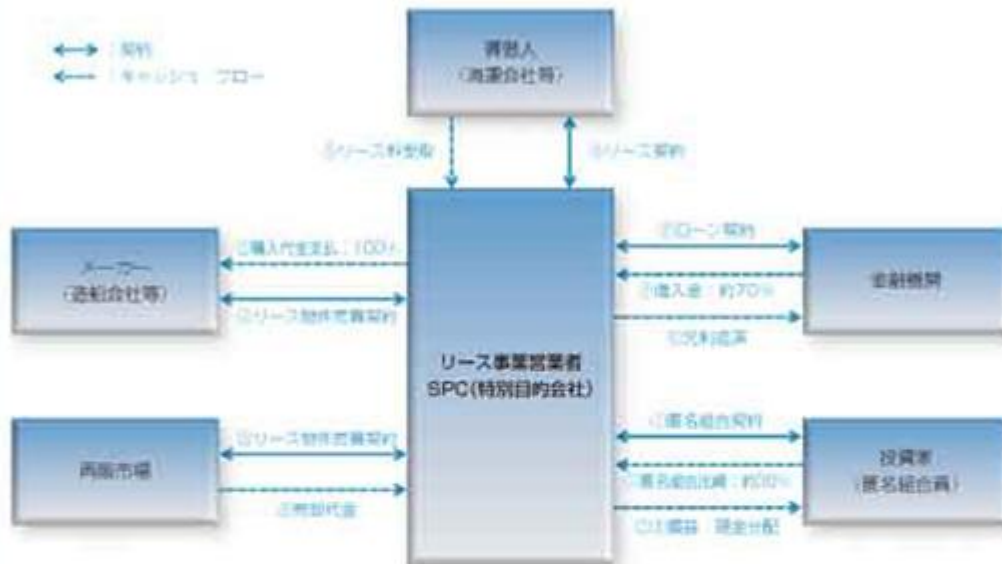 ：契約
：キャッシュ フロー
賃借人
（海運会社等）
リース料受取
リース契約
メーカー
（造船会社等）
購入代金支払：100%
リース物件売買契約
リース事業営業者
SPC(特別目的会社)
ローン契約
借入金：約70%
元利返済
金融機関
再販市場
リース物件売買契約
売却代金
匿名組合契約
匿名組合出資：約
損益 現金分配
投資家
（匿名組合員）